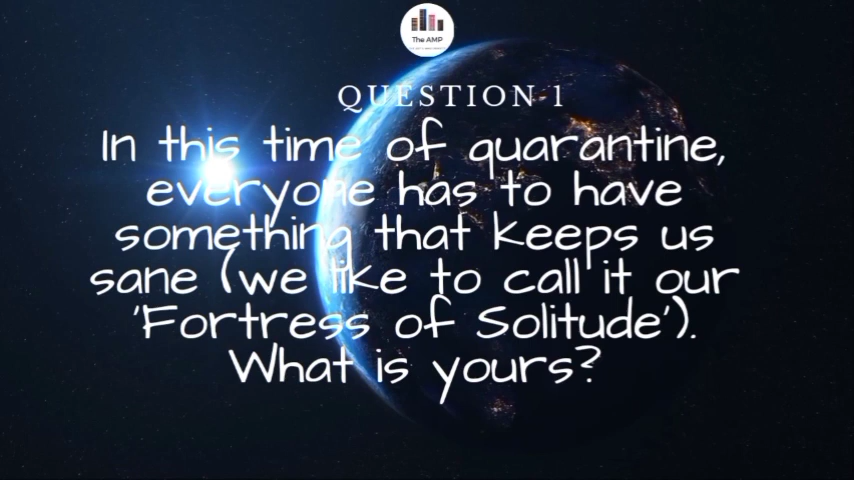 The AMP
QUESTION 1
In this time of quarantine,
everyone has to have
something that keeps us
sane (we like to call it our
'Fortress of Solitude').
What is yours?